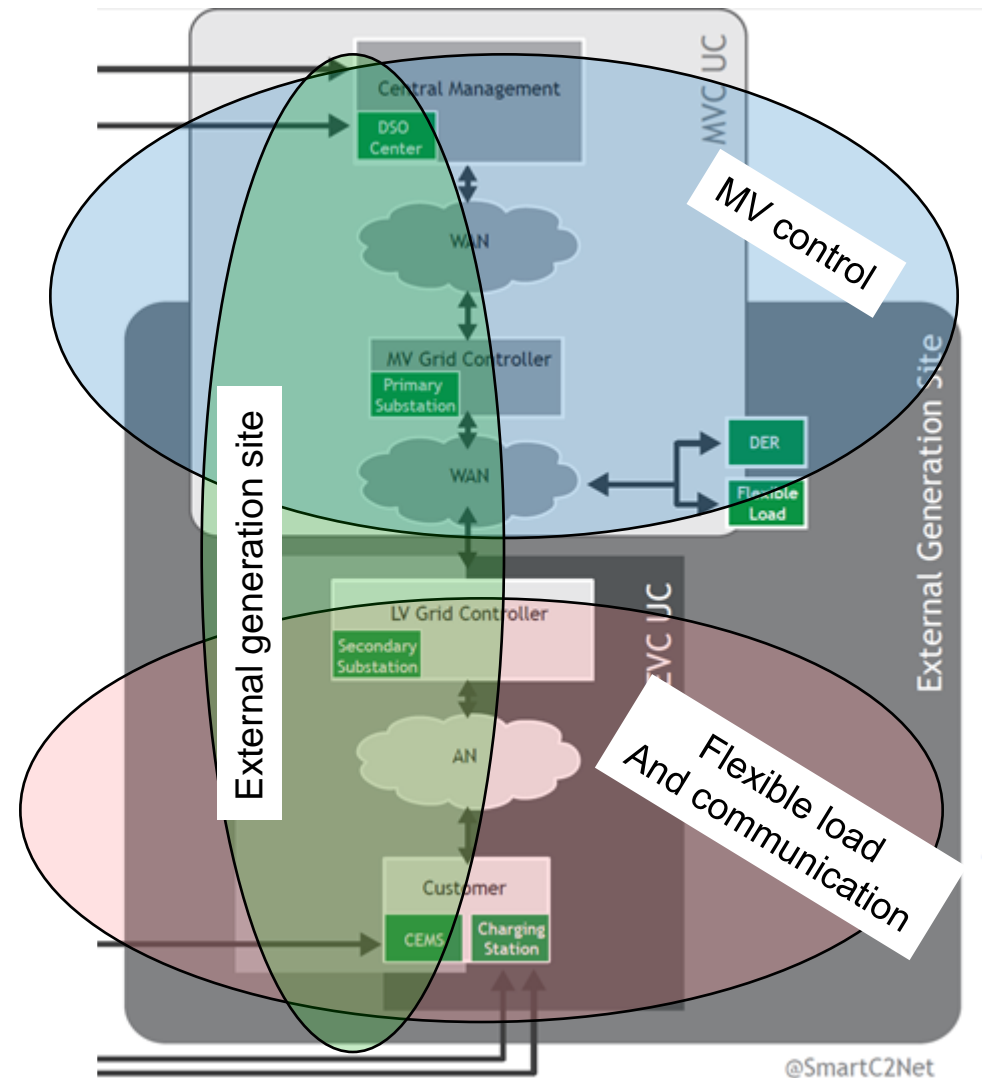 MVC UC
Central Management
DSO
Center
WAN
MV control
MV Grid Controller
Primary
Substation
WAN
DER
Flexible
Load
External Generation Site
External generation site
LV Grid Controller
Secondary
Substation
EVC UC
AN
Flexible load
And communication
Customer
CEMS
Charging
Station
@SmartC2Net